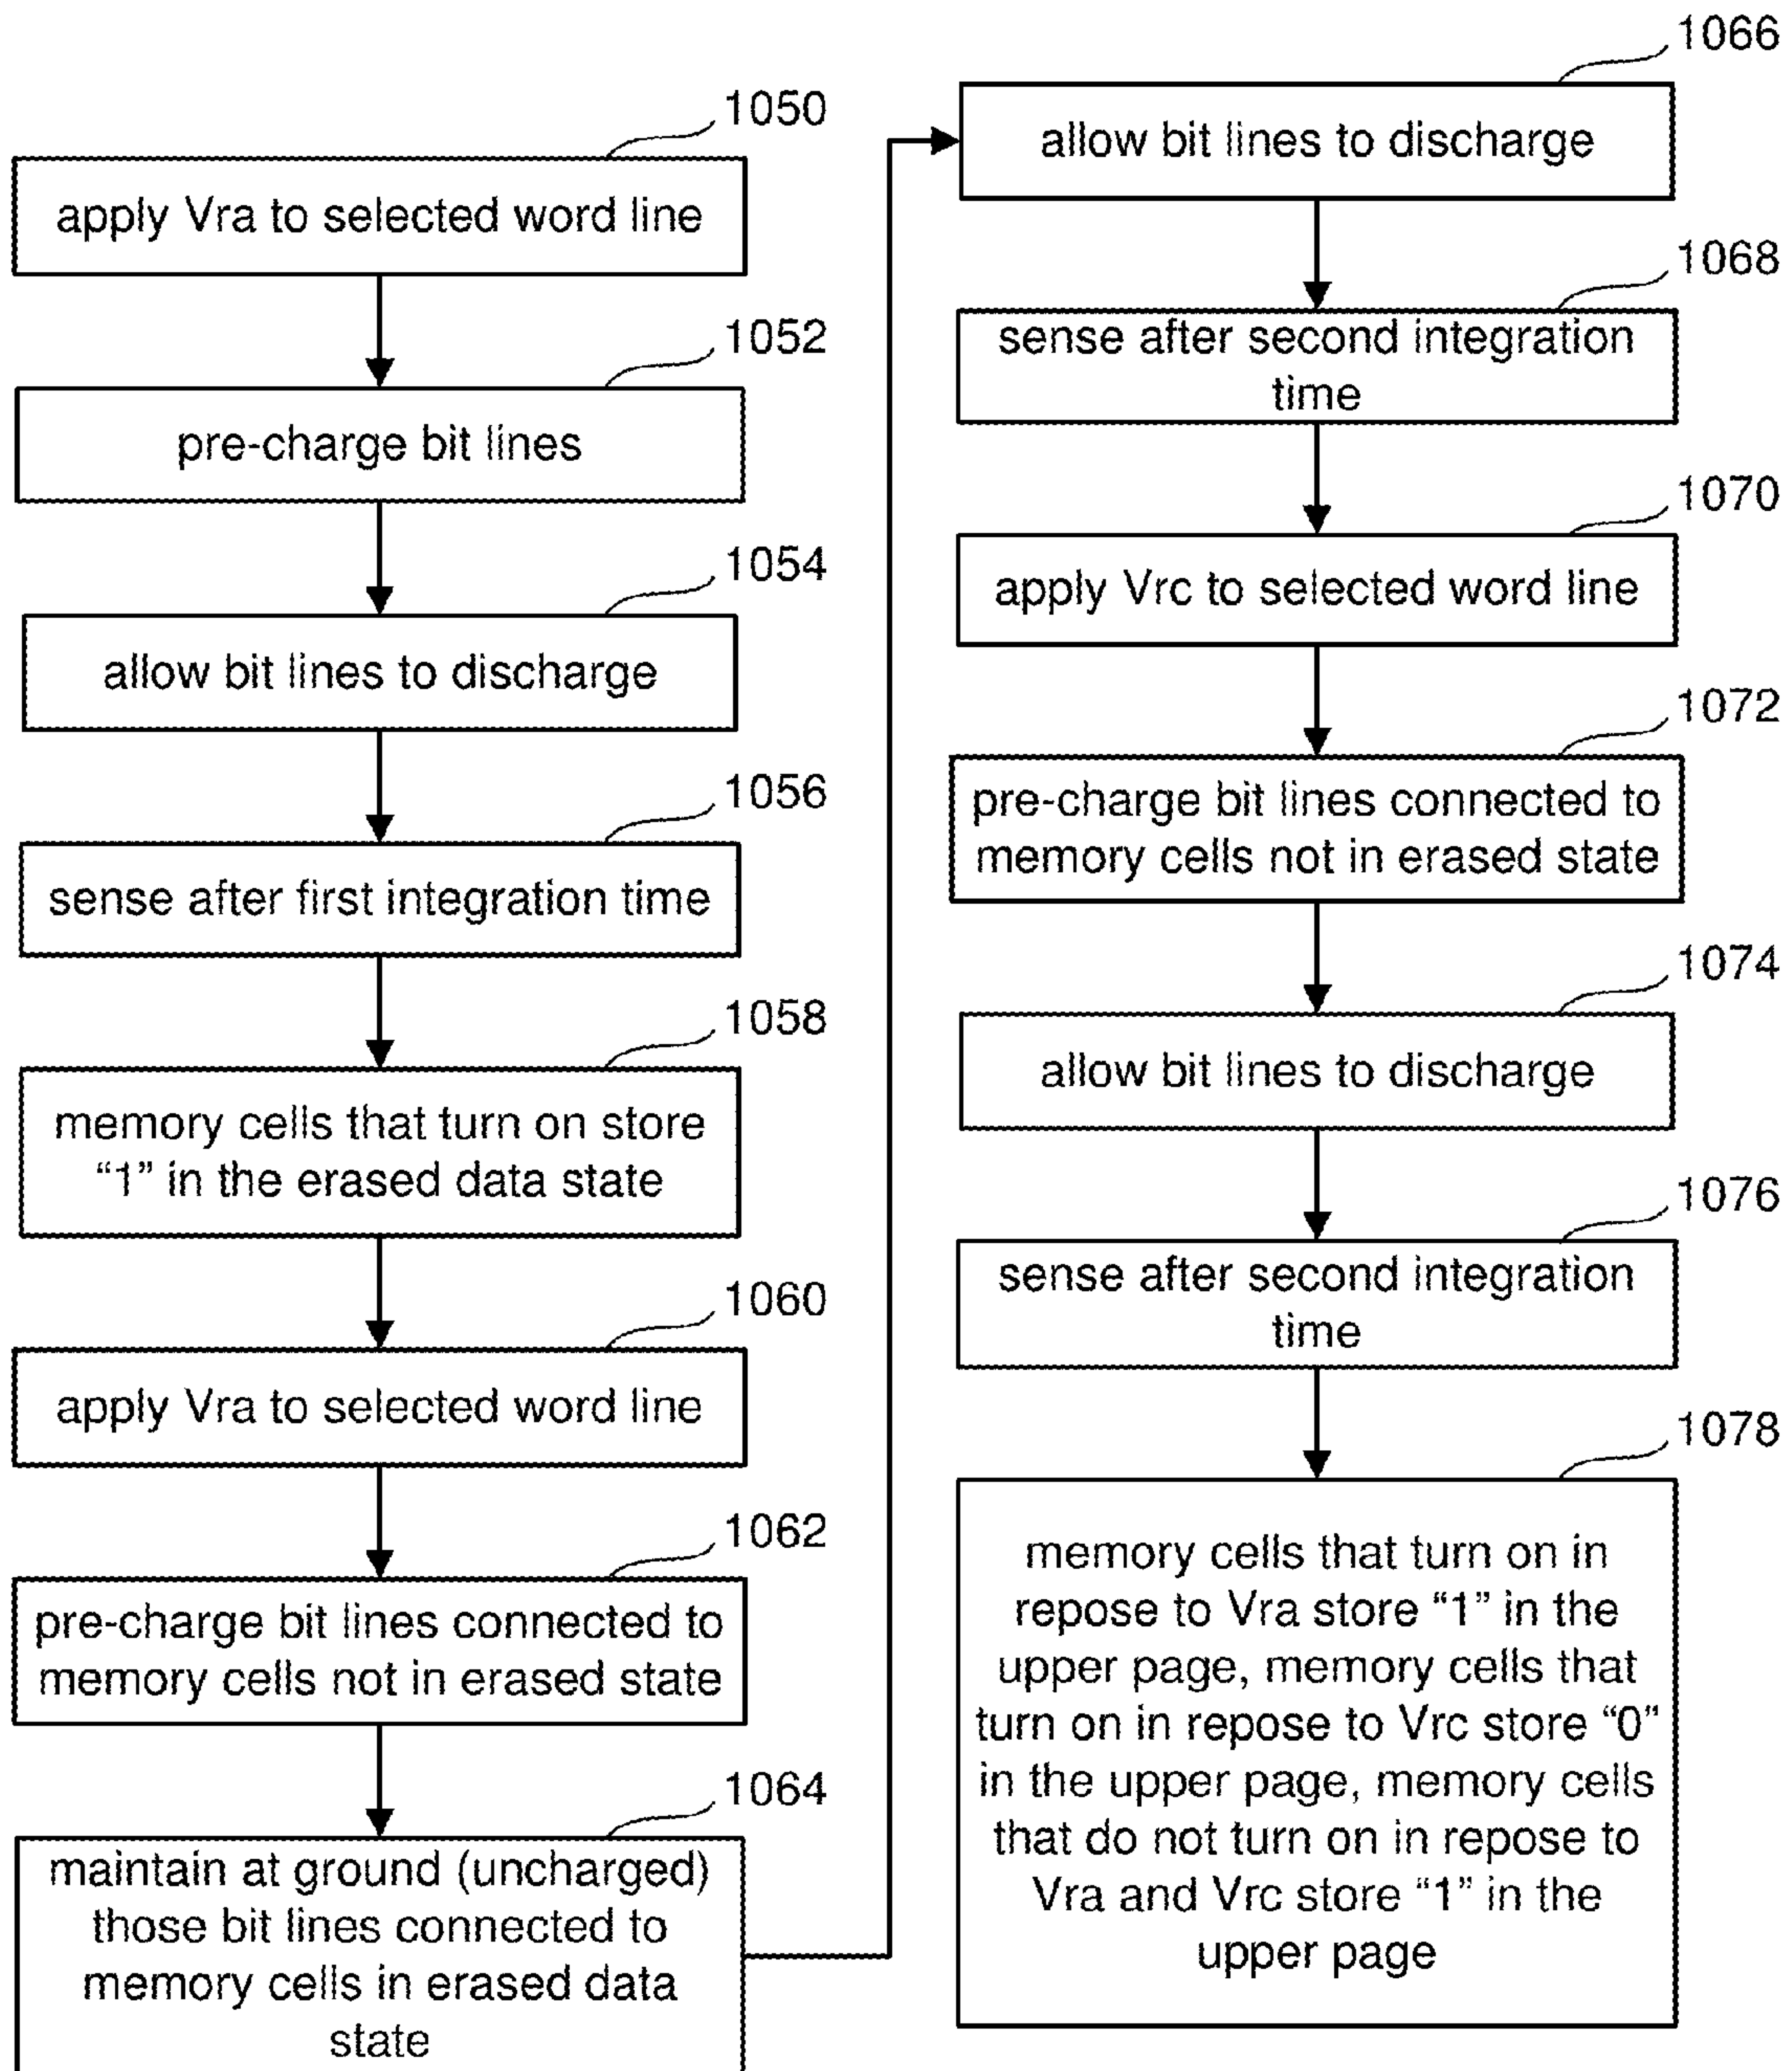 1050
apply Vra to selected word line
1052
pre-charge bit lines
1054
allow bit lines to discharge
1056
sense after first integration time
1058
memory cells that turn on store
“1” in the erased data state
1060
apply Vra to selected word line
1062
pre-charge bit lines connected to
memory cells not in erased state
1064
maintain at ground (uncharged)
those bit lines connected to
memory cells in erased data
state
1066
allow bit lines to discharge
1068
sense after second integration
time
1070
apply Vrc to selected word line
1072
pre-charge bit lines connected to
memory cells not in erased state
1074
allow bit lines to discharge
1076
sense after second integration
time
1078
memory cells that turn on in
repose to Vra store “1” in the
upper page, memory cells that
turn on in repose to Vrc store “0”
in the upper page, memory cells
that do not turn on in repose to
Vra and Vrc store “1” in the
upper page